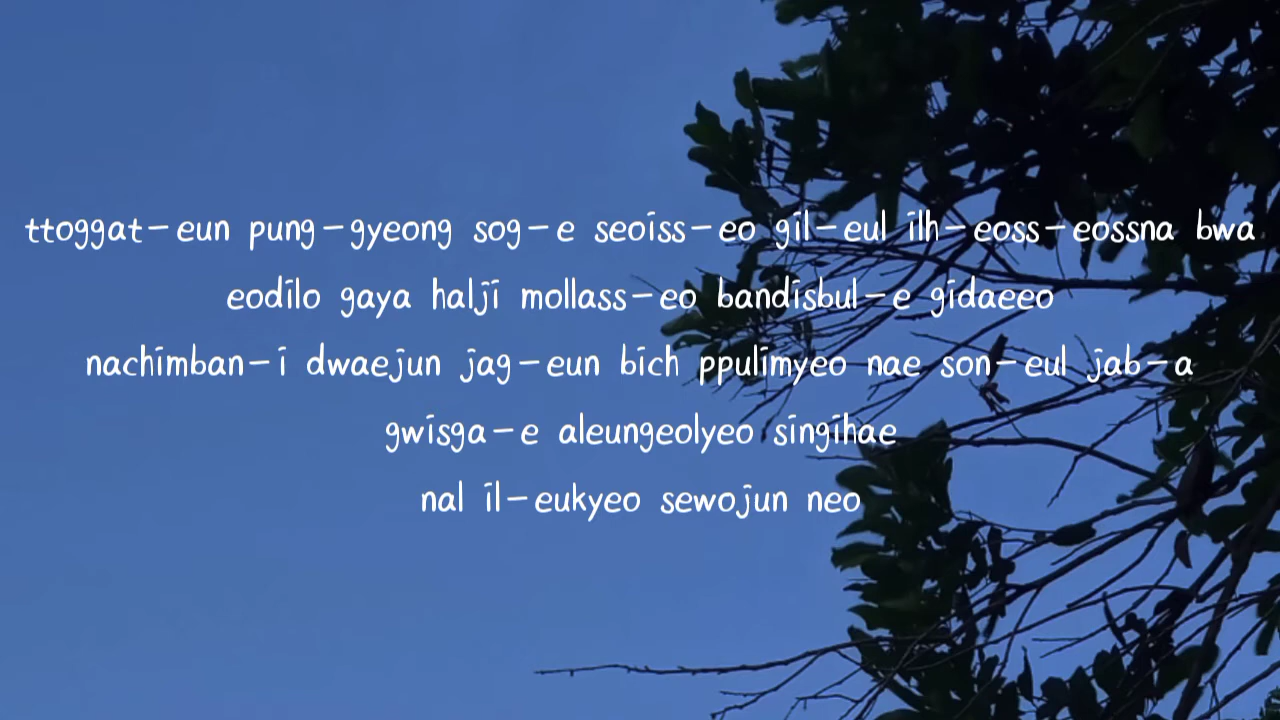 ttoggat-eun pung-gyeong sog-e seoiss-eo gil-eul ilh-eoss-eossna bwa
eodilo gaya halji mollass-eo bandisbul-e gidaeeo
nachimban-i dwaejun jag-eun bich ppulimyeo nae son-eul jab-a
gwisga-e aleungeolyeo singihae
nal il-eukyeo sewojun neo